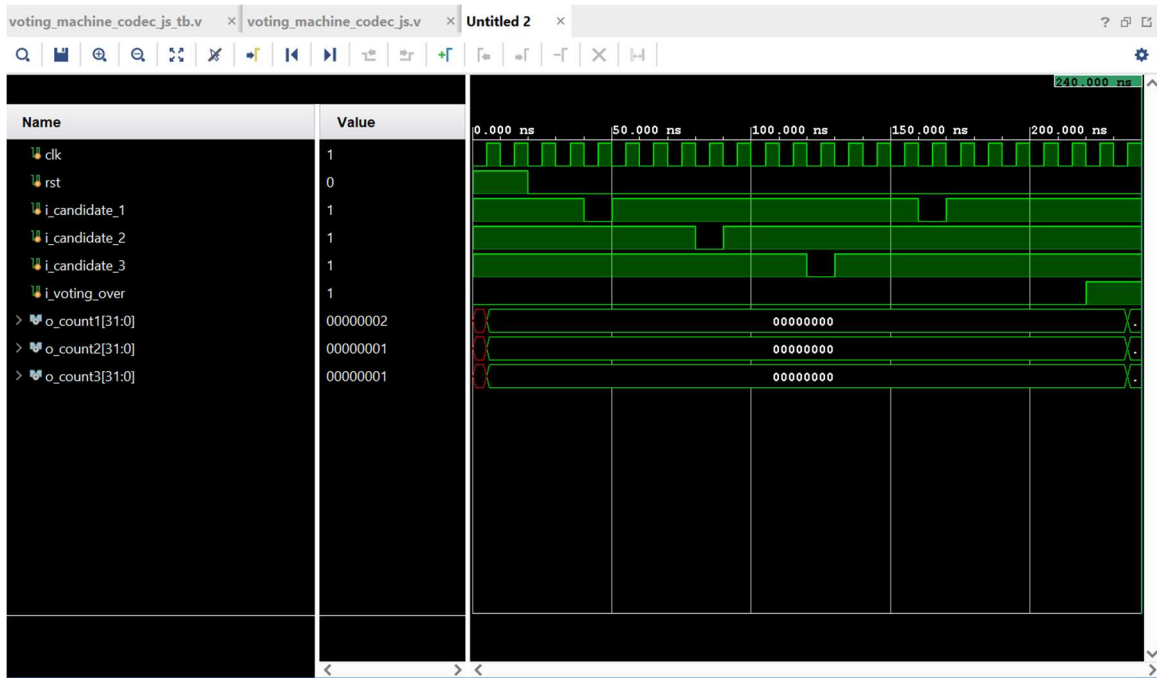 voting_machine_codec_js_tb.v × voting_machine_codec_js.v × Untitled 2 ×
240.000 ns
Name Value
0.000 ns 50.000 ns 100.000 ns 150.000 ns 200.000 ns
clk 1
rst 0
i_candidate_1 1
i_candidate_2 1
i_candidate_3 1
i_voting_over 1
o_count1[31:0] 00000002 00000000 .
o_count2[31:0] 00000001 00000000 .
o_count3[31:0] 00000001 00000000 .